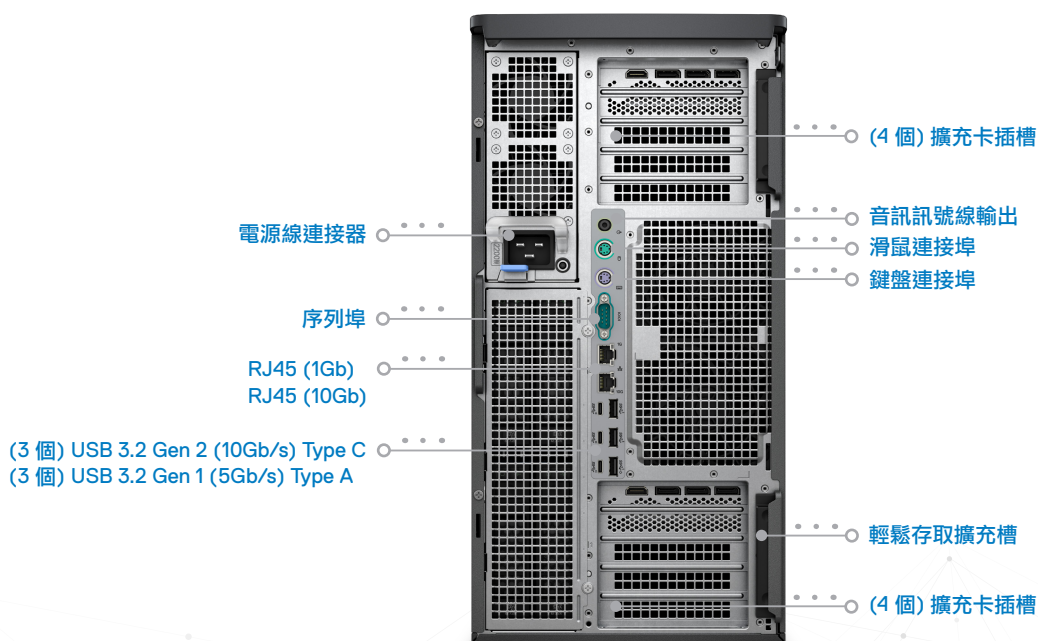 (4 個) 擴充卡插槽
音訊訊號線輸出
電源線連接器
滑鼠連接埠
鍵盤連接埠
序列埠
RJ45 (1Gb)
RJ45 (10Gb)
(3 個) USB 3.2 Gen 2 (10Gb/s) Type C
(3 個) USB 3.2 Gen 1 (5Gb/s) Type A
輕鬆存取擴充槽
(4 個) 擴充卡插槽